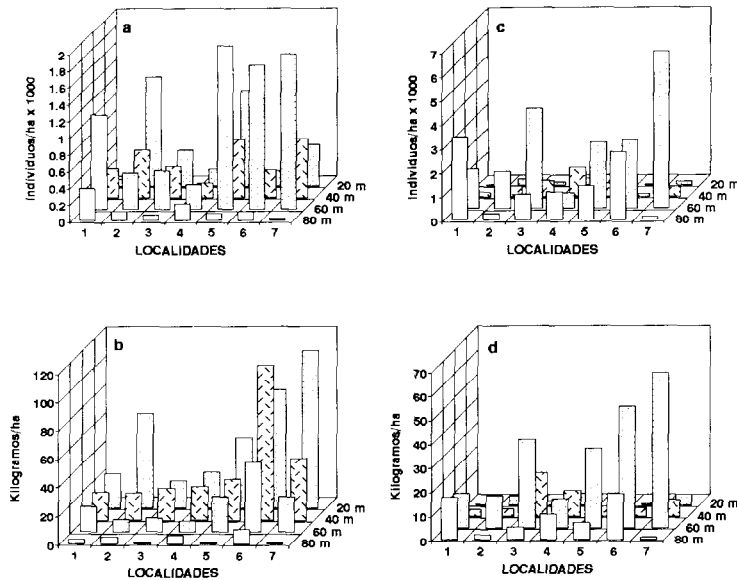 a
Individuos/ha x 1000
2
1.8
1.6
1.4
1.2
1
0.8
0.6
0.4
0.2
0
1 2 3 4 5 6 7
LOCALIDADES
20 m
40 m
60 m
80 m
c
Individuos/ha x 1000
7
6
5
4
3
2
1
0
1 2 3 4 5 6 7
LOCALIDADES
20 m
40 m
60 m
80 m
b
Kilogramos/ha
120
100
80
60
40
20
0
1 2 3 4 5 6 7
LOCALIDADES
20 m
40 m
60 m
80 m
d
Kilogramos/ha
70
60
50
40
30
20
10
0
1 2 3 4 5 6 7
LOCALIDADES
20 m
40 m
60 m
80 m